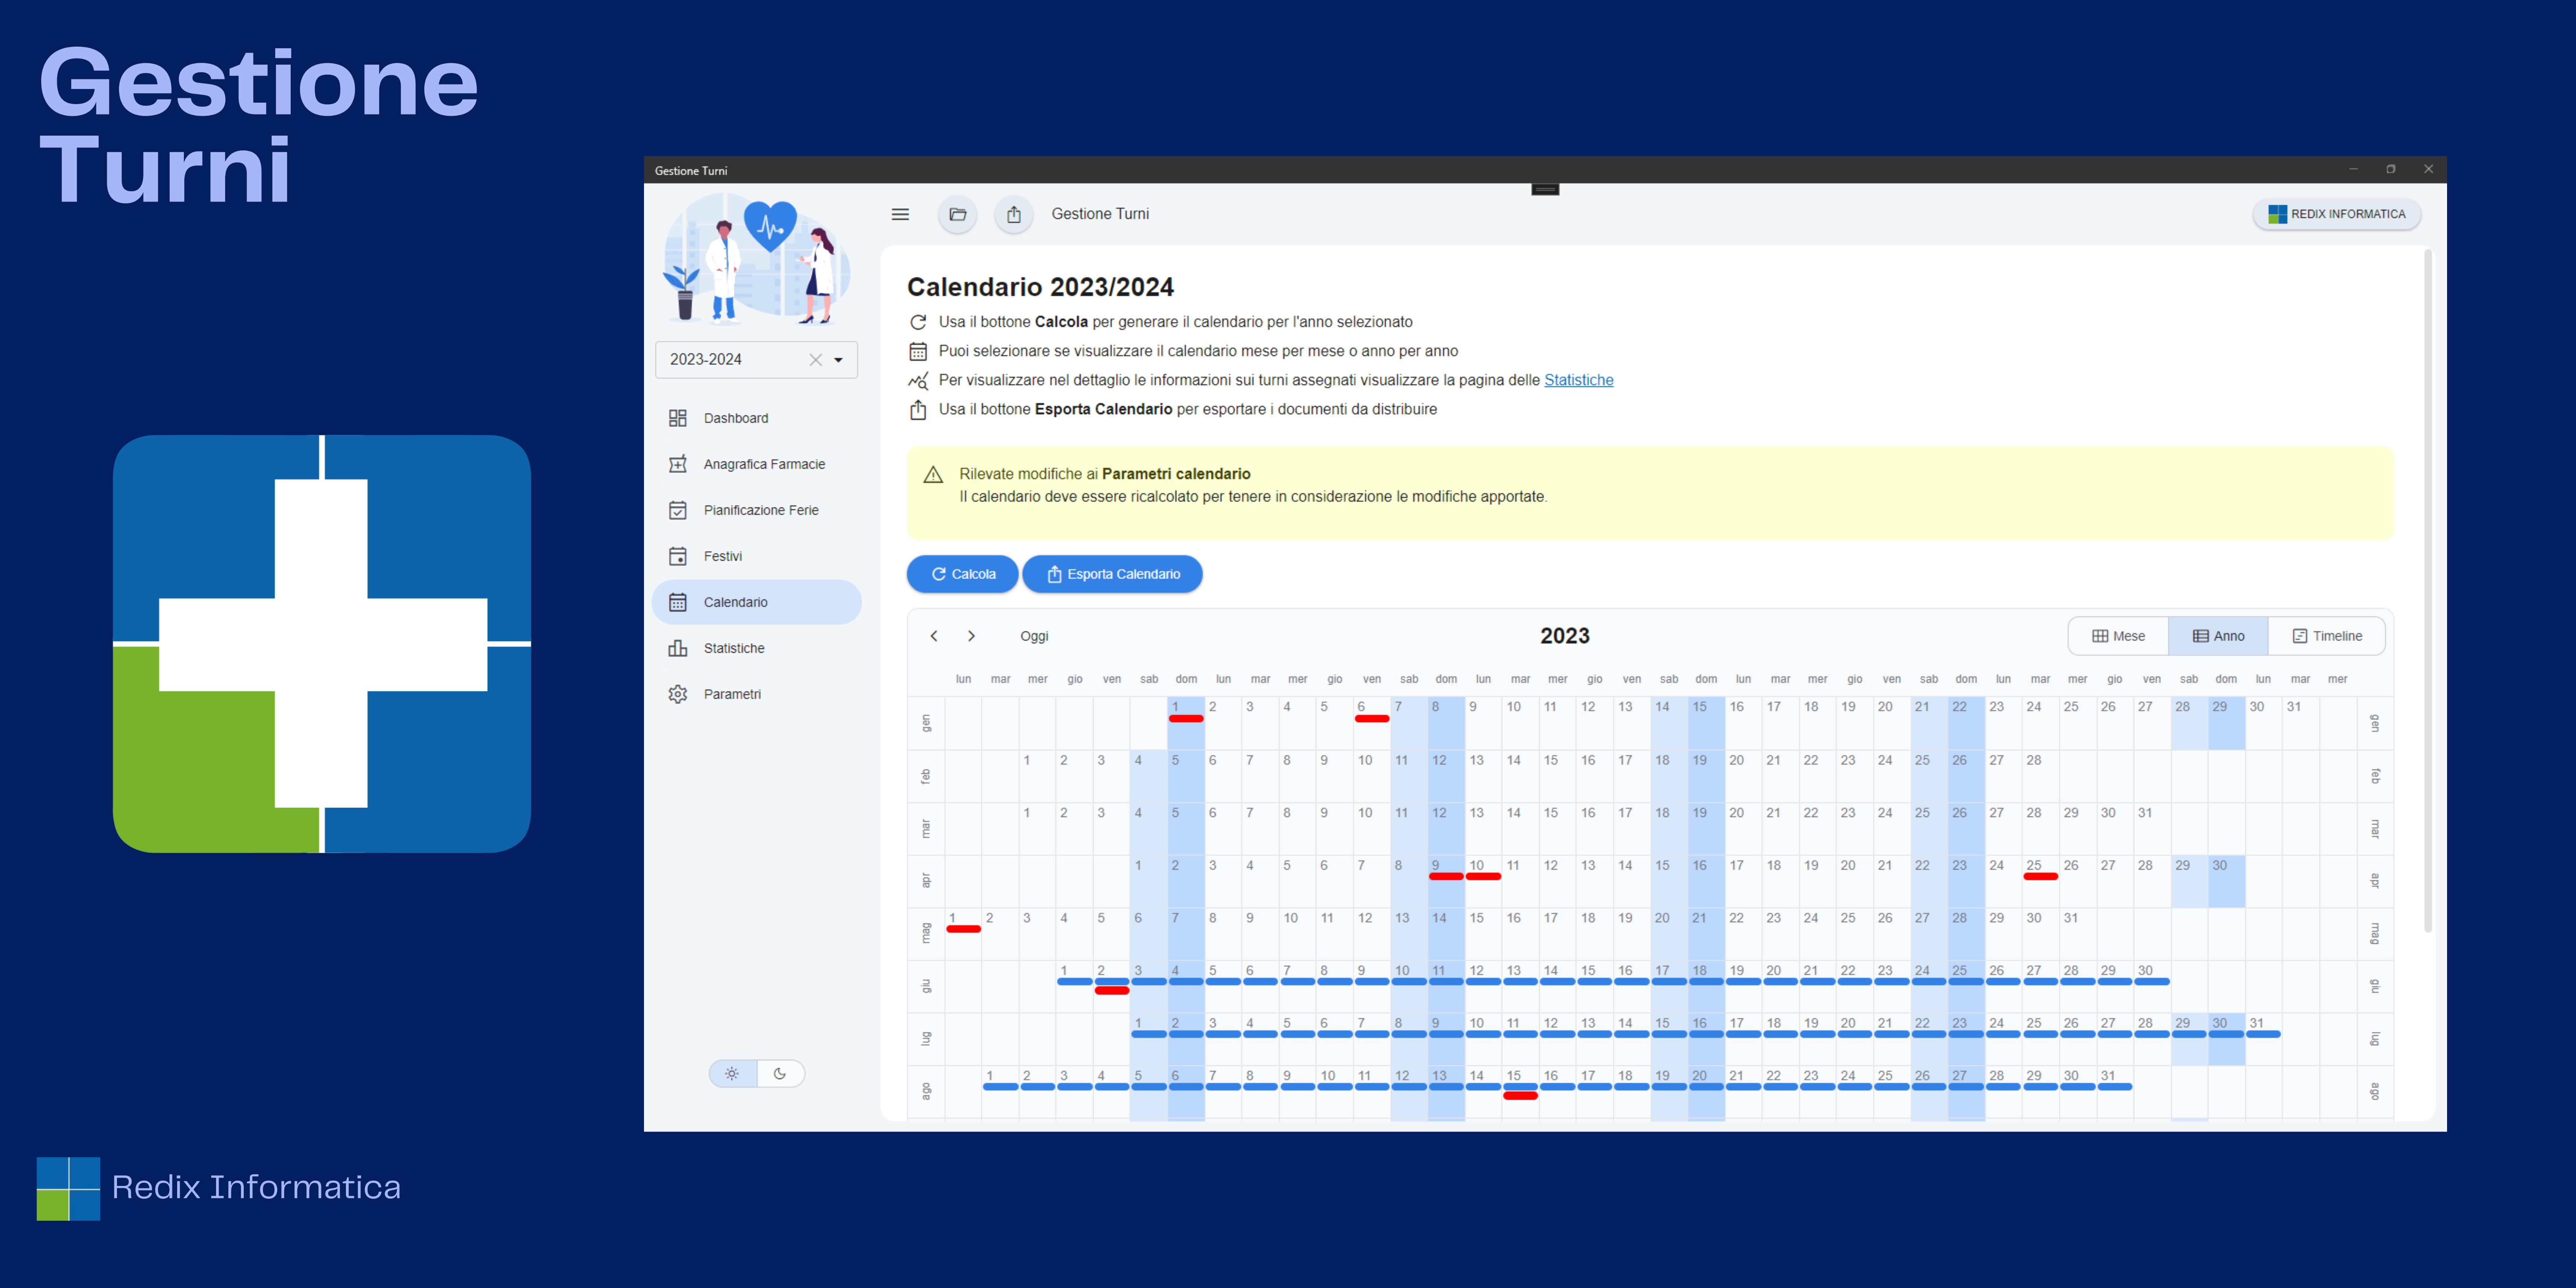 Gestione
Turni
Gestione Turni
Gestione Turni
REDIX INFORMATICA
2023-2024
Dashboard
Anagrafica Farmacie
Pianificazione Ferie
Festivi
Calendario
Statistiche
Parametri
Calendario 2023/2024
Usa il bottone Calcola per generare il calendario per l'anno selezionato
Puoi selezionare se visualizzare il calendario mese per mese o anno per anno
Per visualizzare nel dettaglio le informazioni sui turni assegnati visualizzare la pagina delle Statistiche
Usa il bottone Esporta Calendario per esportare i documenti da distribuire
Rilevate modifiche ai Parametri calendario
Il calendario deve essere ricalcolato per tenere in considerazione le modifiche apportate.
Calcola Esporta Calendario
Oggi 2023 Mese Anno Timeline
lun mar mer gio ven sab dom lun mar mer gio ven sab dom lun mar mer gio ven sab dom lun mar mer gio ven sab dom lun mar mer gio ven sab dom lun mar mer
gen 1 2 3 4 5 6 7 8 9 10 11 12 13 14 15 16 17 18 19 20 21 22 23 24 25 26 27 28 29 30 31 gen
feb 1 2 3 4 5 6 7 8 9 10 11 12 13 14 15 16 17 18 19 20 21 22 23 24 25 26 27 28 feb
mar 1 2 3 4 5 6 7 8 9 10 11 12 13 14 15 16 17 18 19 20 21 22 23 24 25 26 27 28 29 30 31 mar
apr 1 2 3 4 5 6 7 8 9 10 11 12 13 14 15 16 17 18 19 20 21 22 23 24 25 26 27 28 29 30 apr
mag 1 2 3 4 5 6 7 8 9 10 11 12 13 14 15 16 17 18 19 20 21 22 23 24 25 26 27 28 29 30 31 mag
giu 1 2 3 4 5 6 7 8 9 10 11 12 13 14 15 16 17 18 19 20 21 22 23 24 25 26 27 28 29 30 giu
lug 1 2 3 4 5 6 7 8 9 10 11 12 13 14 15 16 17 18 19 20 21 22 23 24 25 26 27 28 29 30 31 lug
ago 1 2 3 4 5 6 7 8 9 10 11 12 13 14 15 16 17 18 19 20 21 22 23 24 25 26 27 28 29 30 31 ago
Redix Informatica